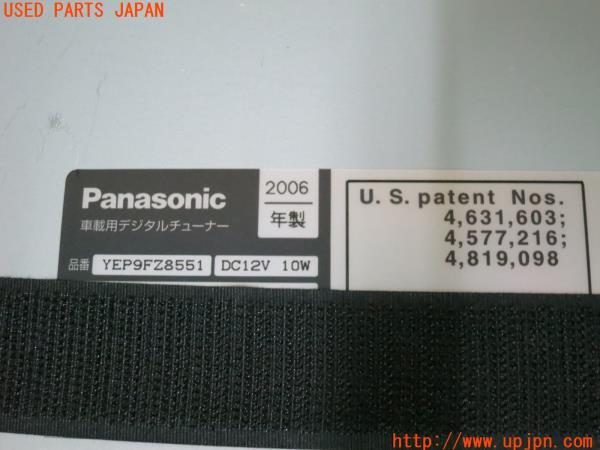 USED PARTS JAPAN
Panasonic
車載用デジタルチューナー
2006
年製
品番 YEP9FZ8551 DC12V 10W
U.S. patent Nos.
4,631,603;
4,577,216;
4,819,098
http://www.upjpn.com